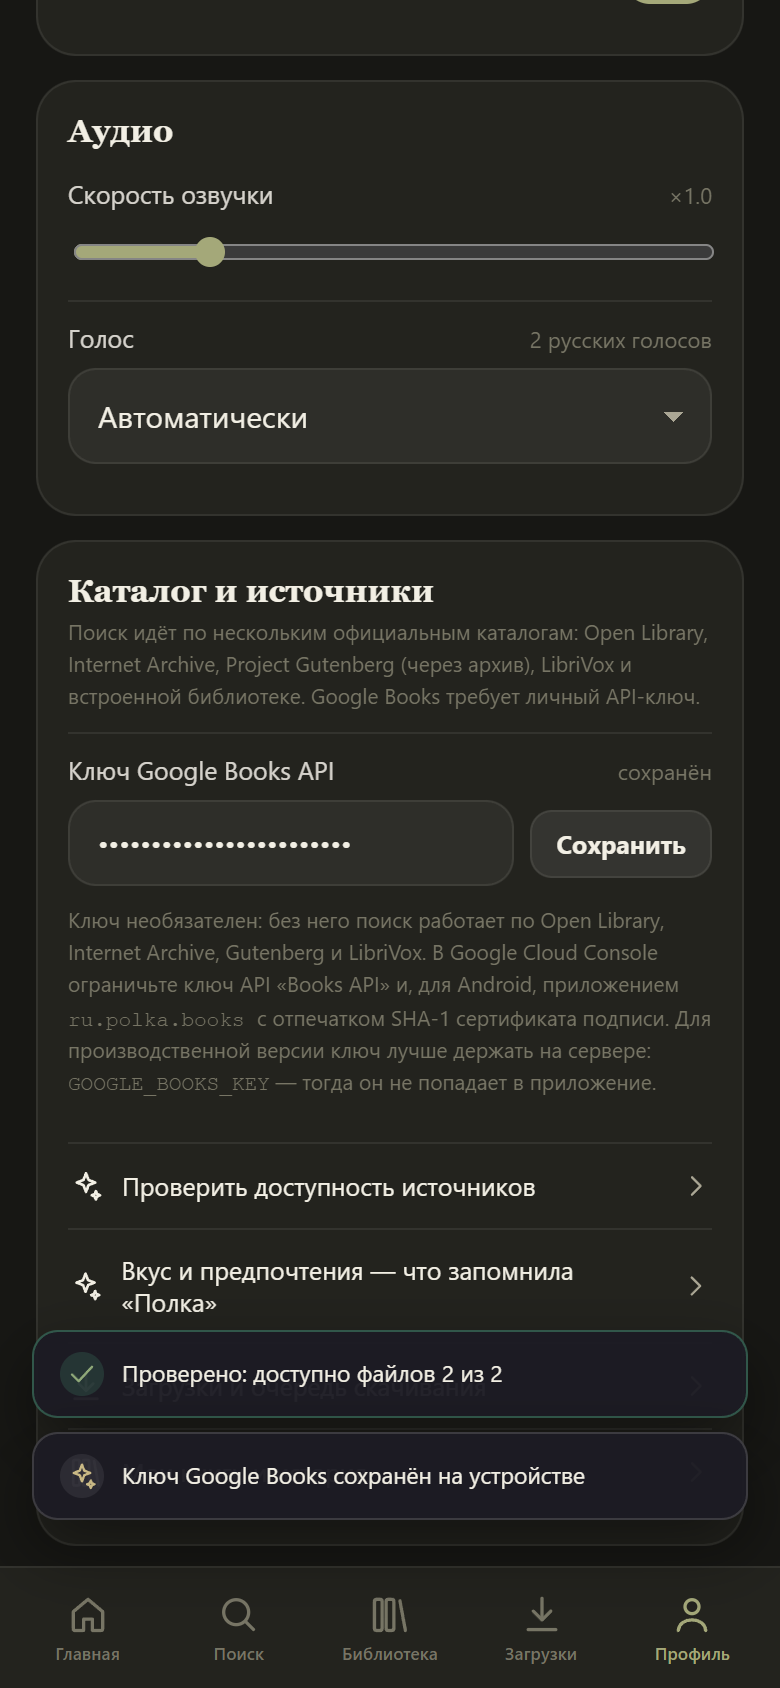 Аудио
Скорость озвучки
×1.0
Голос
2 русских голосов
Автоматически
Каталог и источники
Поиск идёт по нескольким официальным каталогам: Open Library,
Internet Archive, Project Gutenberg (через архив), LibriVox и
встроенной библиотеке. Google Books требует личный API-ключ.
Ключ Google Books API
сохранён
••••••••••••••••••••••••
Сохранить
Ключ необязателен: без него поиск работает по Open Library,
Internet Archive, Gutenberg и LibriVox. В Google Cloud Console
ограничьте ключ API «Books API» и, для Android, приложением
ru.polka.books с отпечатком SHA-1 сертификата подписи. Для
производственной версии ключ лучше держать на сервере:
GOOGLE_BOOKS_KEY — тогда он не попадает в приложение.
Проверить доступность источников
Вкус и предпочтения — что запомнила
«Полка»
Проверено: доступно файлов 2 из 2
Загрузки и очередь скачивания
Ключ Google Books сохранён на устройстве
Главная
Поиск
Библиотека
Загрузки
Профиль